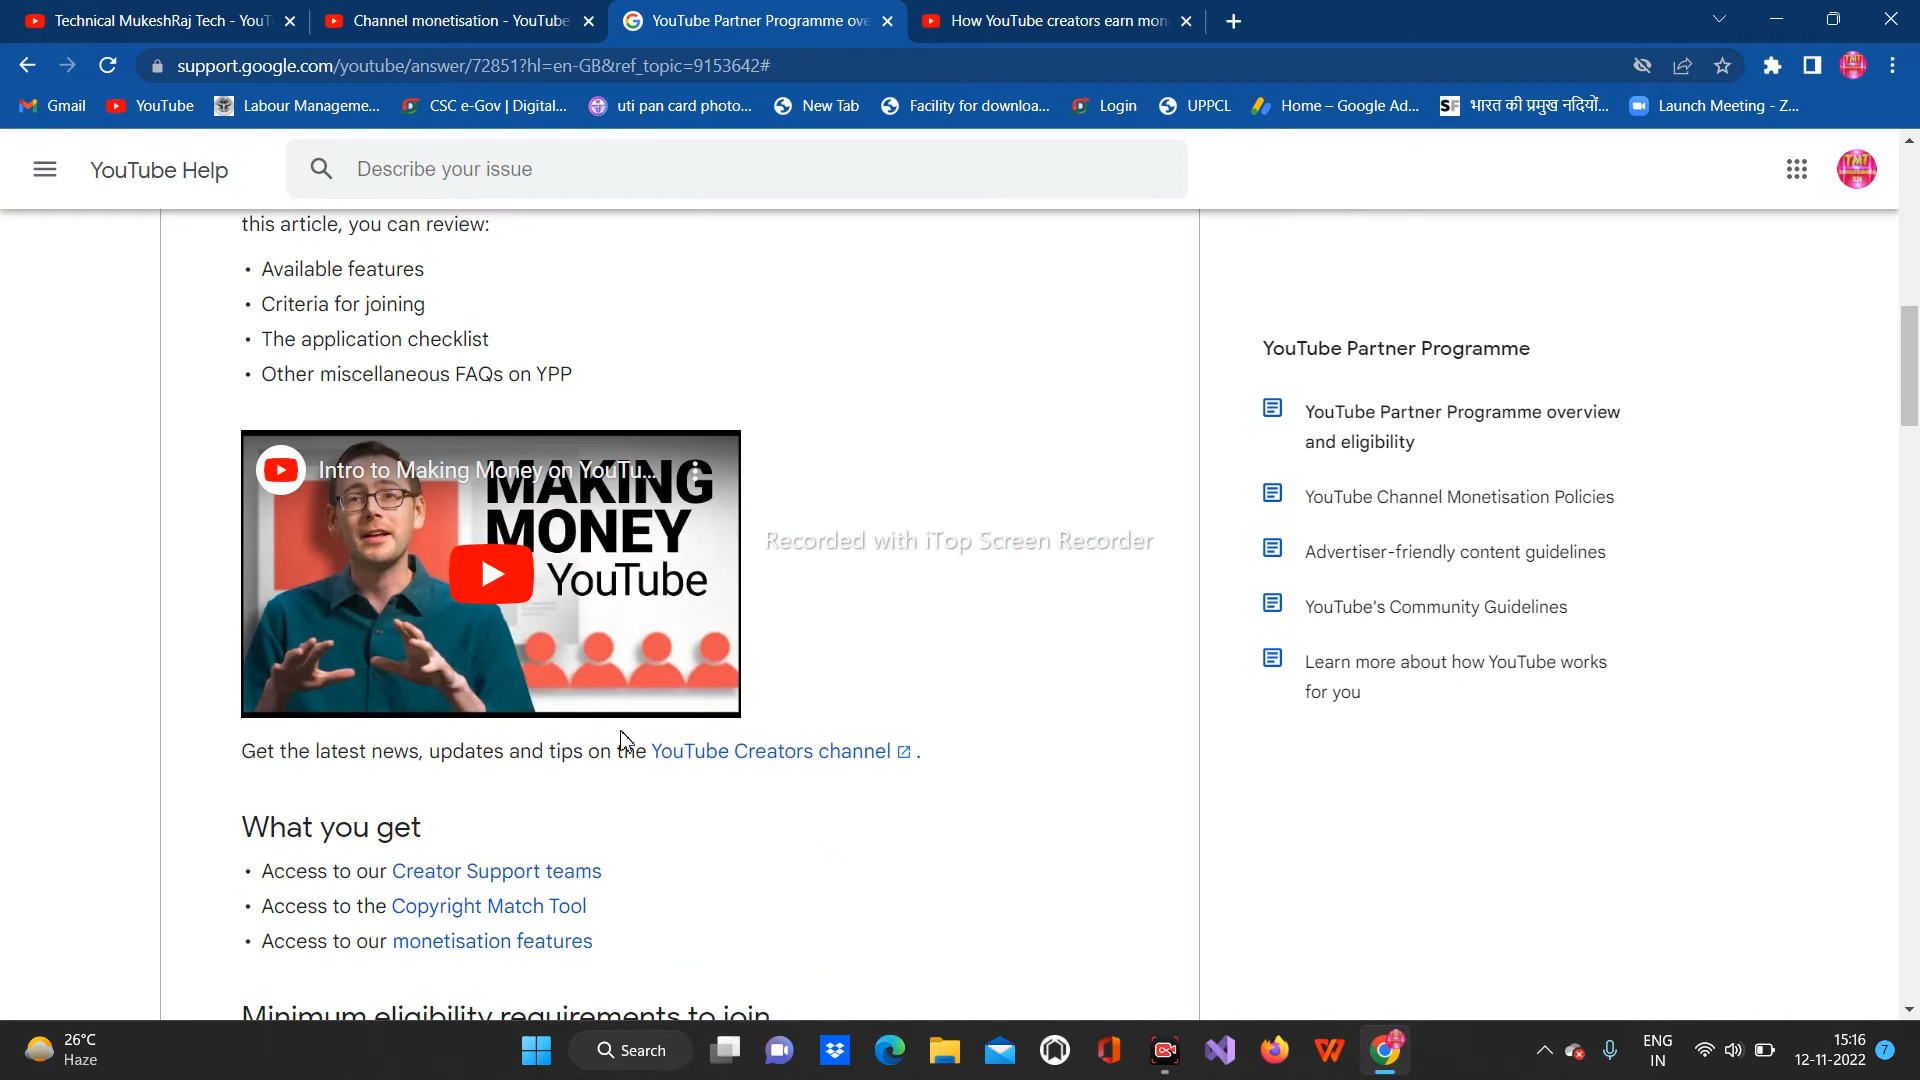 Technical MukeshRaj Tech - YouT
Channel monetisation - YouTube
YouTube Partner Programme ove
How YouTube creators earn mon
support.google.com/youtube/answer/72851?hl=en-GB&ref_topic=9153642#
Gmail
YouTube
Labour Manageme...
CSC e-Gov | Digital...
uti pan card photo...
New Tab
Facility for downloa...
Login
UPPCL
Home – Google Ad...
SF भारत की प्रमुख नदियों...
Launch Meeting - Z...
YouTube Help
Describe your issue
TMT
this article, you can review:
• Available features
• Criteria for joining
• The application checklist
• Other miscellaneous FAQs on YPP
Intro to Making Money on YouTu...
MAKING
MONEY
YouTube
Recorded with iTop Screen Recorder
Get the latest news, updates and tips on the YouTube Creators channel .
What you get
• Access to our Creator Support teams
• Access to the Copyright Match Tool
• Access to our monetisation features
Minimum eligibility requirements to join
YouTube Partner Programme
YouTube Partner Programme overview
and eligibility
YouTube Channel Monetisation Policies
Advertiser-friendly content guidelines
YouTube's Community Guidelines
Learn more about how YouTube works
for you
26°C
Haze
Search
ENG
IN
15:16
12-11-2022
7